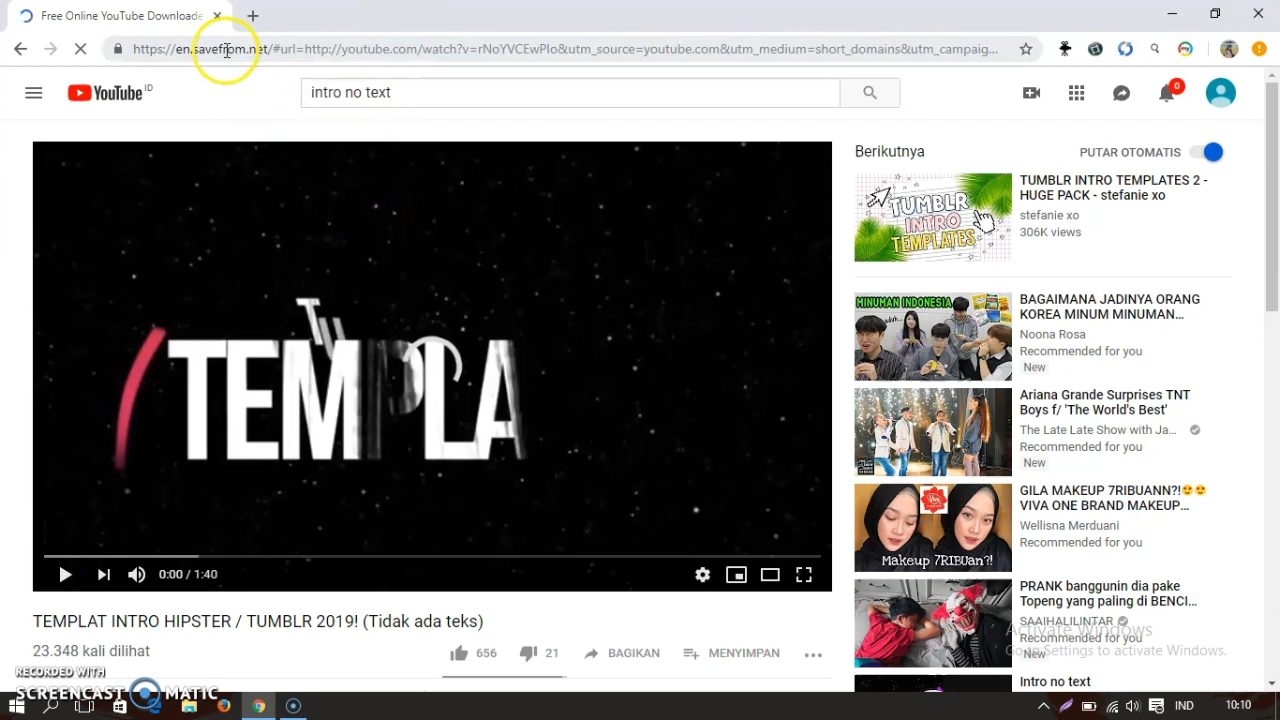 Free Online YouTube Downloade
https://en.savefrom.net/#url=http://youtube.com/watch?v=rNoYVCEwPIo&utm_source=youtube.com&utm_medium=short_domains&utm_campaig...
YouTube ID
intro no text
0
/TEMPLA
0:00 / 1:40
TEMPLAT INTRO HIPSTER / TUMBLR 2019! (Tidak ada teks)
23.348 kali dilihat
656
21
BAGIKAN
MENYIMPAN
Berikutnya
PUTAR OTOMATIS
TUMBLR
INTRO
TEMPLATES
TUMBLR INTRO TEMPLATES 2 -
HUGE PACK - stefanie xo
stefanie xo
306K views
MINUMAN INDONESIA
BAGAIMANA JADINYA ORANG
KOREA MINUM MINUMAN...
Noona Rosa
Recommended for you
New
Ariana Grande Surprises TNT
Boys f/ 'The World's Best'
The Late Late Show with Ja...
Recommended for you
New
Makeup 7RIBUan?!
GILA MAKEUP 7RIBUANN?!😍😍
VIVA ONE BRAND MAKEUP...
Wellisna Merduani
Recommended for you
PRANK banggunin dia pake
Topeng yang paling di BENCI...
SAAIHALILINTAR
Recommended for you
New
Intro no text
Activate Windows
Go to Settings to activate Windows.
RECORDED WITH
SCREENCAST MATIC
IND
10:10